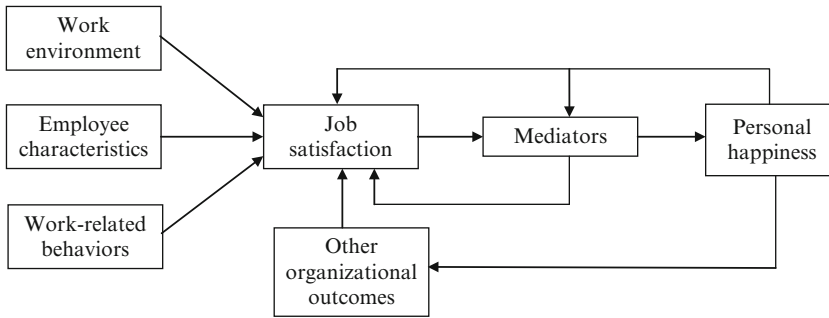 Work
environment
Employee
characteristics
Work-related
behaviors
Job
satisfaction
Mediators
Personal
happiness
Other
organizational
outcomes